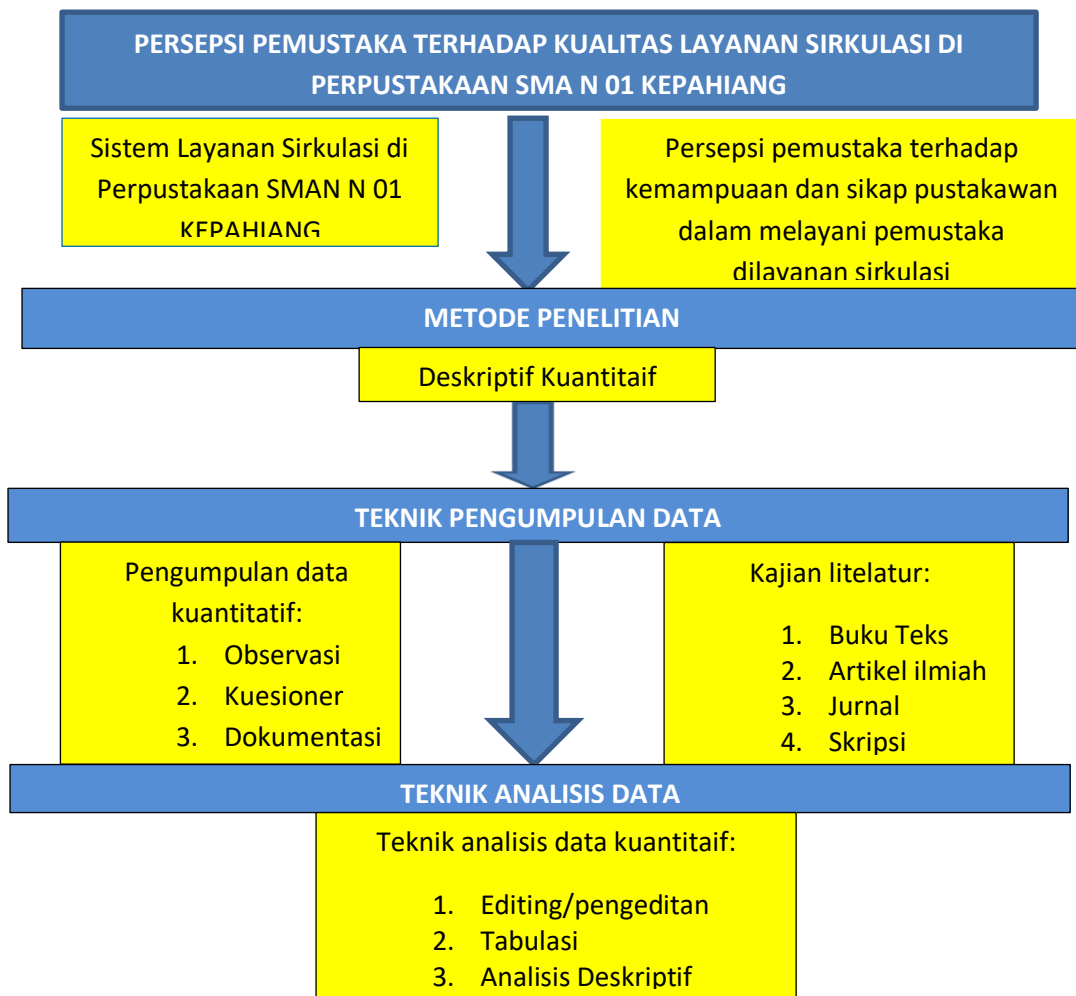 PERSEPSI PEMUSTAKA TERHADAP KUALITAS LAYANAN SIRKULASI DI
PERPUSTAKAAN SMA N 01 KEPAHIANG
Sistem Layanan Sirkulasi di
Perpustakaan SMAN N 01
KEPAHIANG
Persepsi pemustaka terhadap
kemampuaan dan sikap pustakawan
dalam melayani pemustaka
dilavanan sirkulasi
METODE PENELITIAN
Deskriptif Kuantitaif
TEKNIK PENGUMPULAN DATA
Pengumpulan data
kuantitatif:
1. Observasi
2. Kuesioner
3. Dokumentasi
Kajian litelatur:
1. Buku Teks
2. Artikel ilmiah
3. Jurnal
4. Skripsi
TEKNIK ANALISIS DATA
Teknik analisis data kuantitaif:
1. Editing/pengeditan
2. Tabulasi
3. Analisis Deskriptif